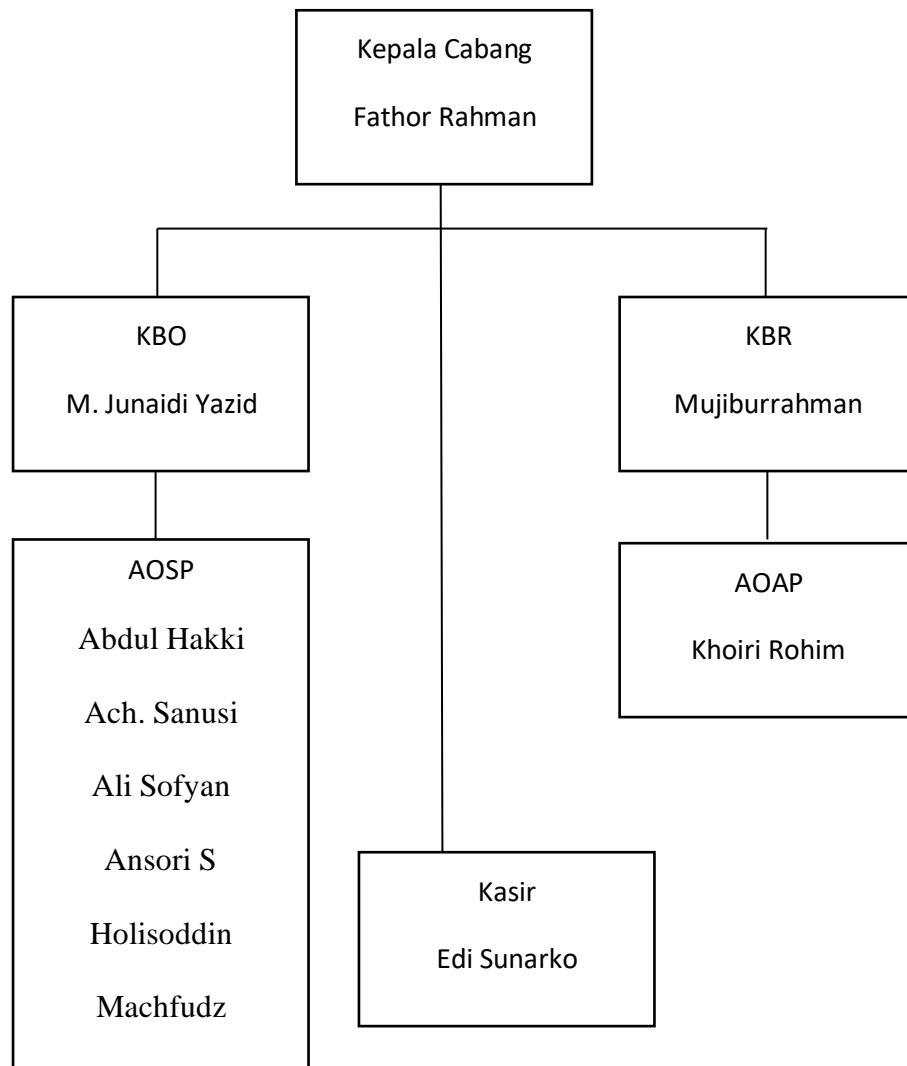 Kepala Cabang
Fathor Rahman
KBO
M. Junaidi Yazid
KBR
Mujiburrahman
AOSP
Abdul Hakki
Ach. Sanusi
Ali Sofyan
Ansori S
Holisoddin
Machfudz
AOAP
Khoiri Rohim
Kasir
Edi Sunarko